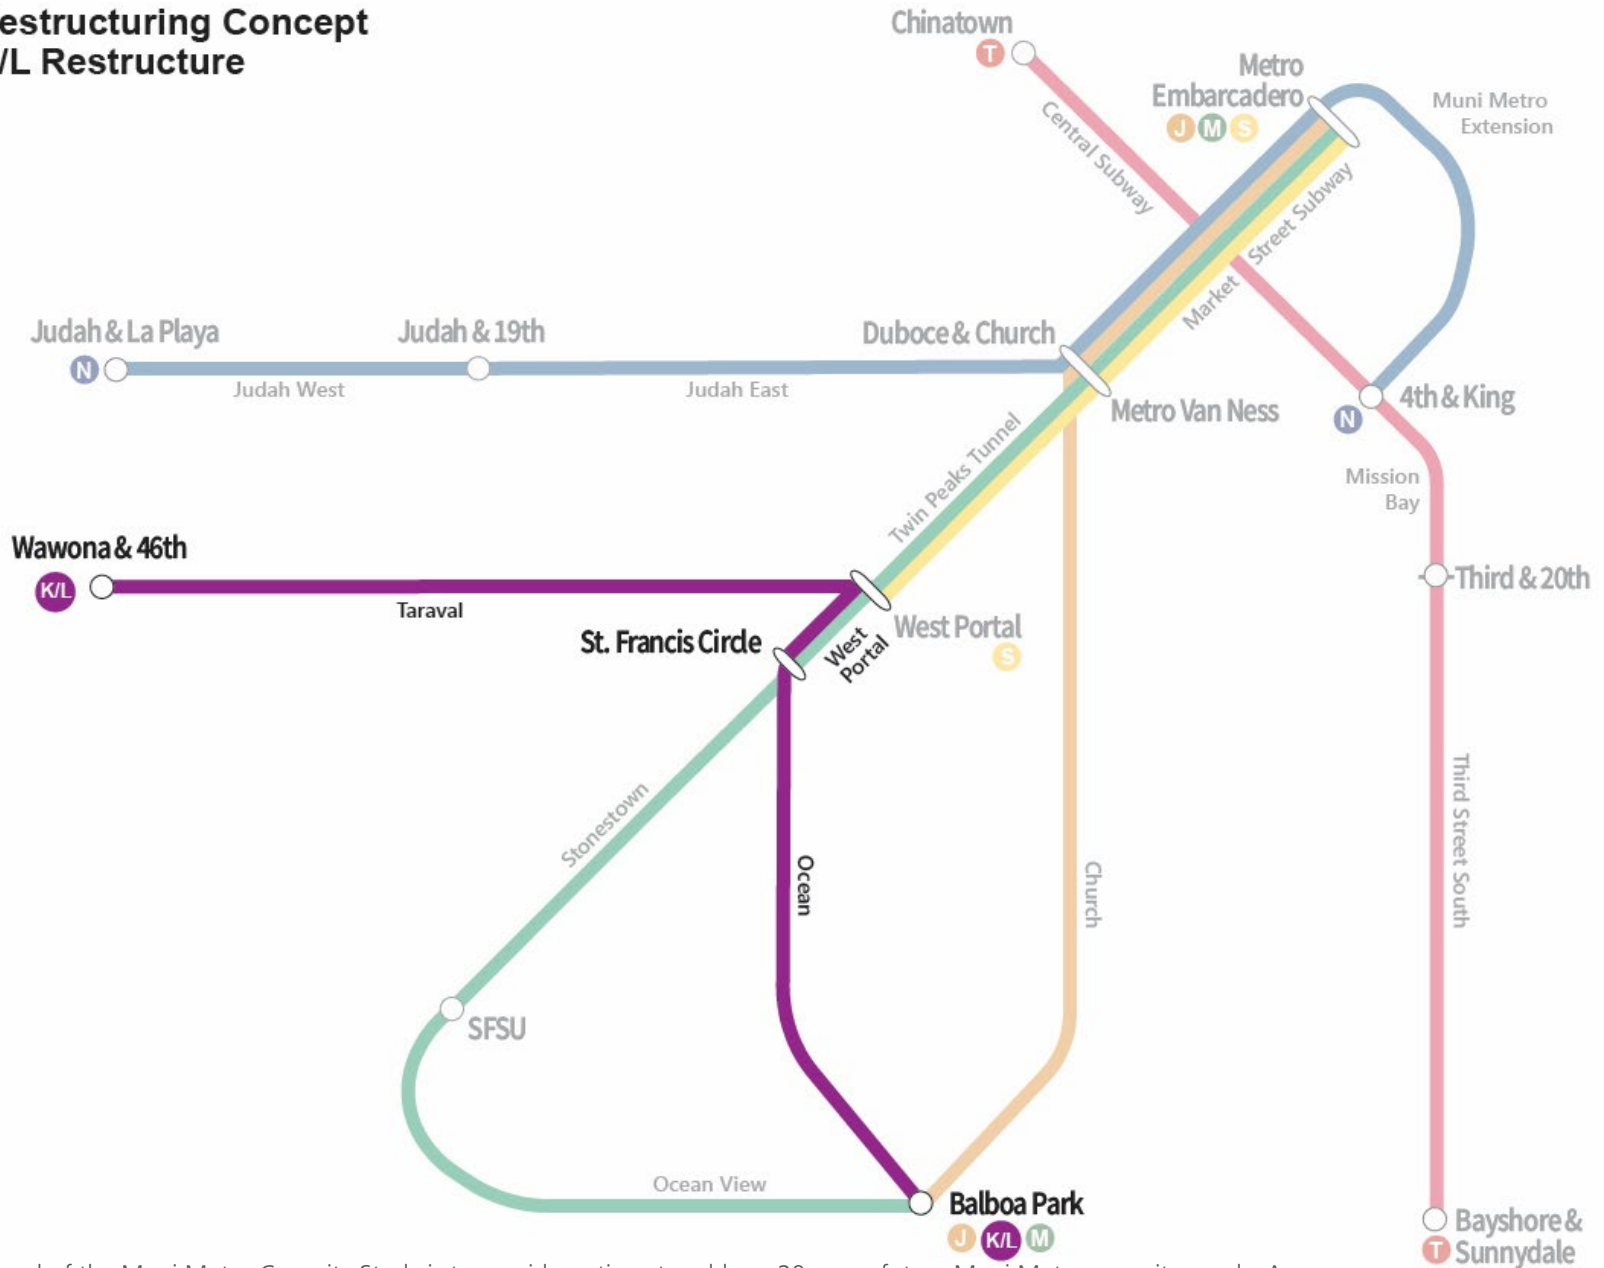 estructuring Concept
/L Restructure
Chinatown
T
Metro
Embarcadero
J M S
Muni Metro
Extension
Central Subway
Market Street Subway
Judah & La Playa
N
Judah & 19th
Judah West
Judah East
Duboce & Church
Metro Van Ness
4th & King
N
Mission
Bay
Twin Peaks Tunnel
Wawona & 46th
K/L
Taraval
St. Francis Circle
West
Portal
West Portal
S
Third & 20th
Stonestown
Ocean
Church
Third Street South
SFSU
Ocean View
Balboa Park
J K/L M
Bayshore &
T Sunnydale